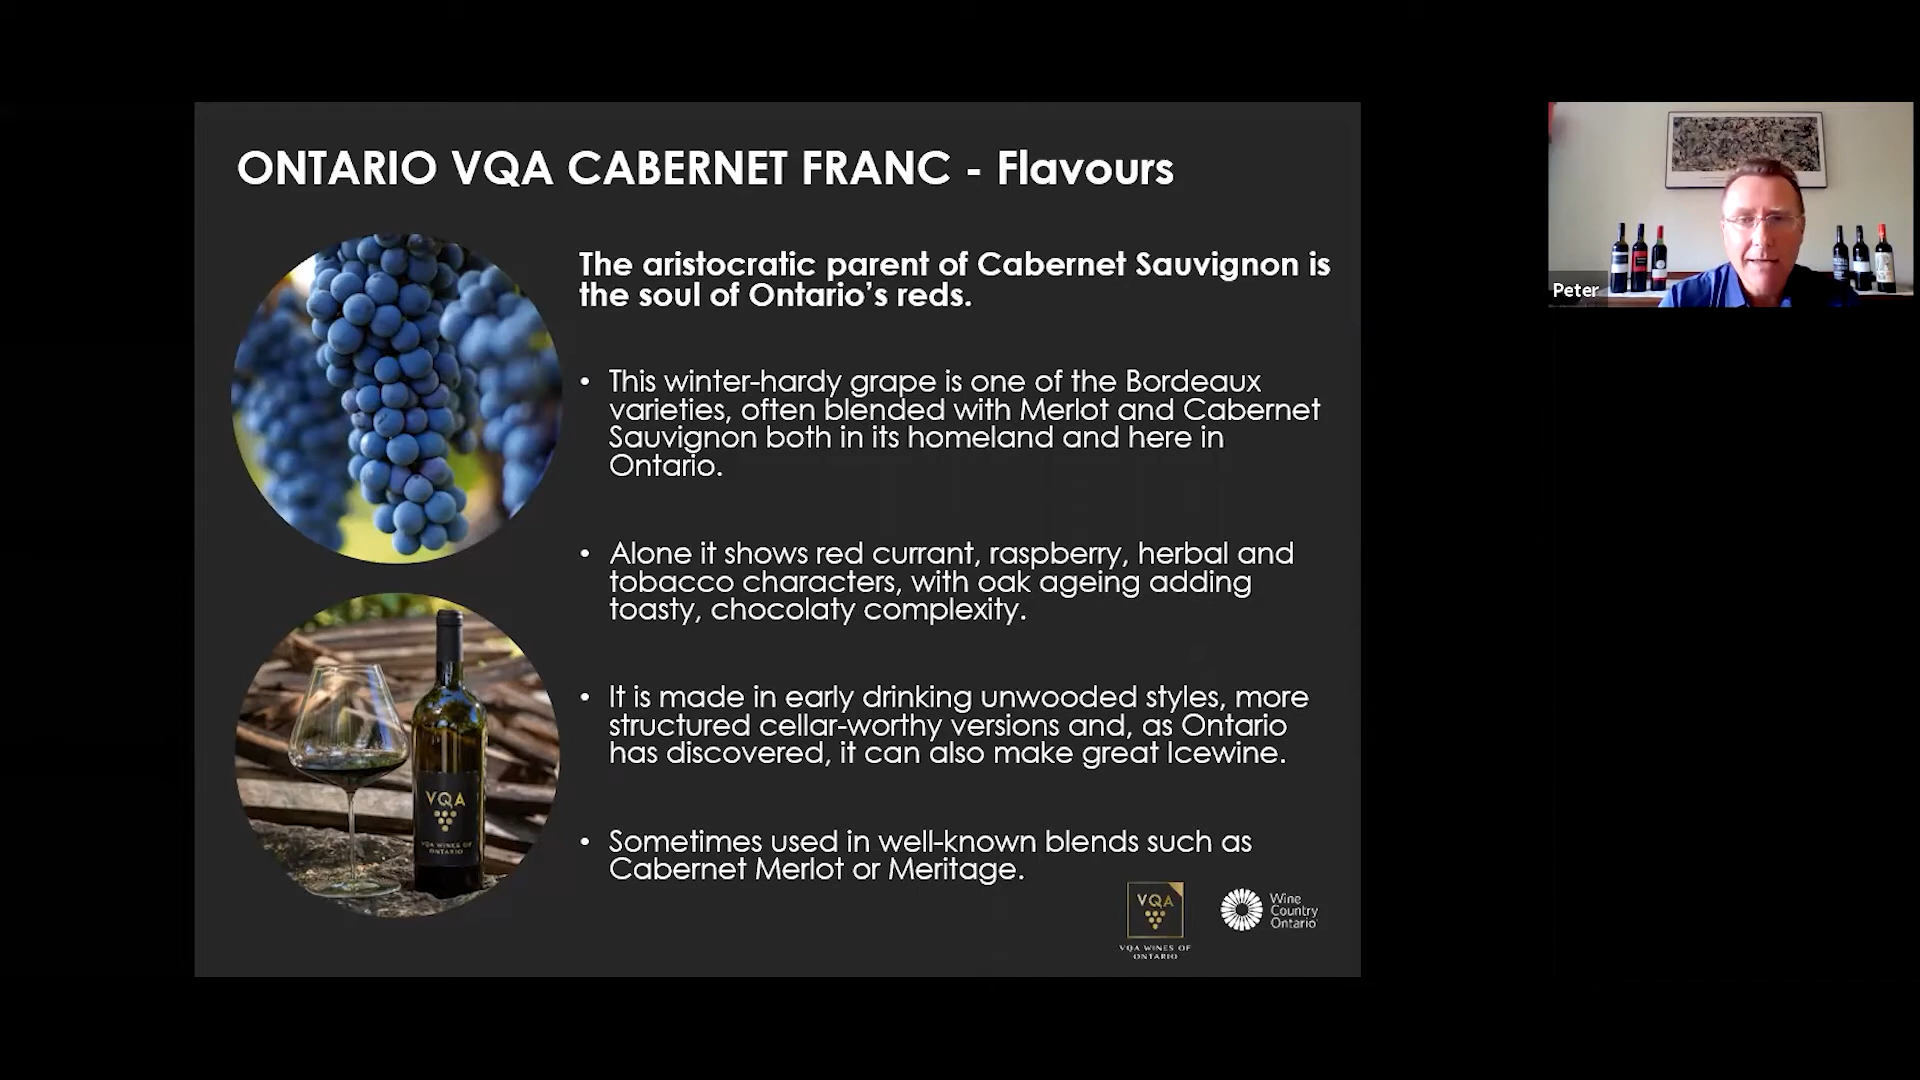 ONTARIO VQA CABERNET FRANC - Flavours
The aristocratic parent of Cabernet Sauvignon is
the soul of Ontario’s reds.
• This winter-hardy grape is one of the Bordeaux
varieties, often blended with Merlot and Cabernet
Sauvignon both in its homeland and here in
Ontario.
• Alone it shows red currant, raspberry, herbal and
tobacco characters, with oak ageing adding
toasty, chocolaty complexity.
• It is made in early drinking unwooded styles, more
structured cellar-worthy versions and, as Ontario
has discovered, it can also make great Icewine.
• Sometimes used in well-known blends such as
Cabernet Merlot or Meritage.
VQA
VQA WINES OF
ONTARIO
VQA
VQA WINES OF
ONTARIO
Wine
Country
Ontario
Peter